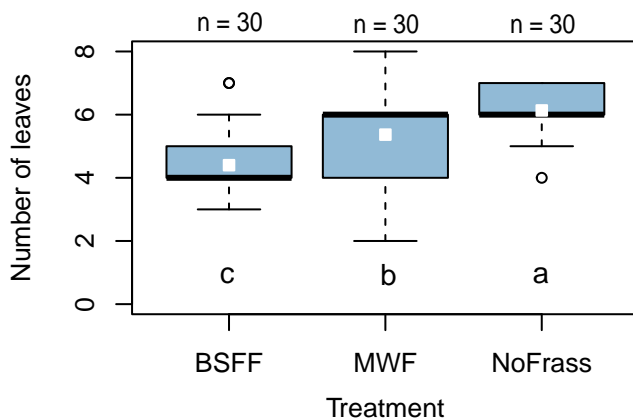 n = 30 n = 30 n = 30
Number of leaves
8
6
4
2
0
c b a
BSFF MWF NoFrass
Treatment